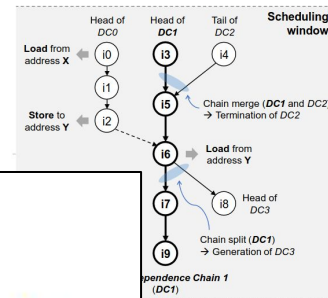 Head of
DC0
Head of
DC1
Tail of
DC2
Scheduling
window
Load from
address X
i0
i3
i4
i1
Store to
address Y
i2
i5
Chain merge (DC1 and DC2)
→ Termination of DC2
i6
Load from
address Y
i7
i8
Head of
DC3
Chain split (DC1)
→ Generation of DC3
i9
ependence Chain 1
(DC1)